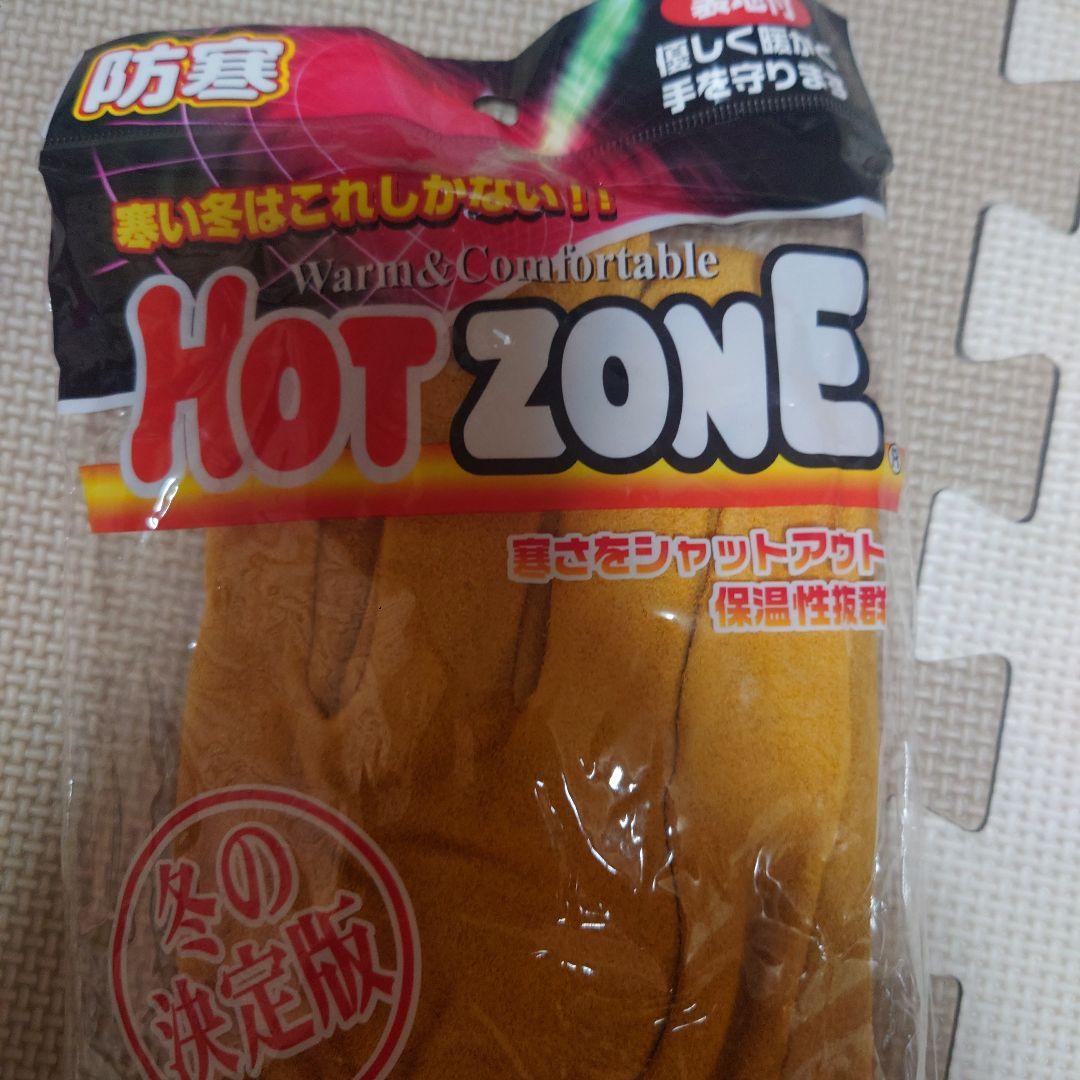 防寒
裏地付
優しく暖かく
手を守ります
寒い冬はこれしかない!!
Warm&Comfortable
HOT ZONE
®
寒さをシャットアウト
保温性抜群
冬の
決定版